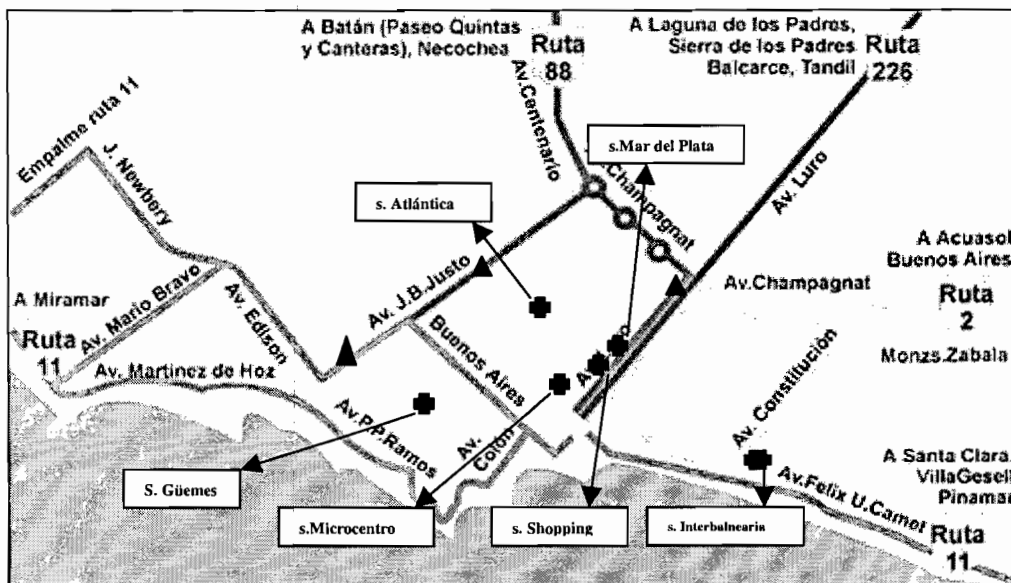 A Batán (Paseo Quintas
y Canteras), Necochea
Ruta
88
A Laguna de los Padres,
Sierra de los Padres
Balcarce, Tandil
Ruta
226
Empalme ruta 11
J. Newbery
Av.Centenario
s.Mar del Plata
Champagnat
Av. Luro
s. Atlántica
A Acuasol
Buenos Aires
Ruta
2
Av.Champagnat
Av. J.B.Justo
Av. Mario Bravo
A Miramar
Ruta
11
Av. Edison
Buenos Aires
Monzs.Zabala
Av. Constitución
Av. Martinez de Hoz
Av.P.P.Ramos
Av.
Colón
A Santa Clara,
VillaGesell
Pinamar
Av.Felix U.Camet
Ruta
11
S. Güemes
s.Microcentro
s. Shopping
s. Interbalnearia